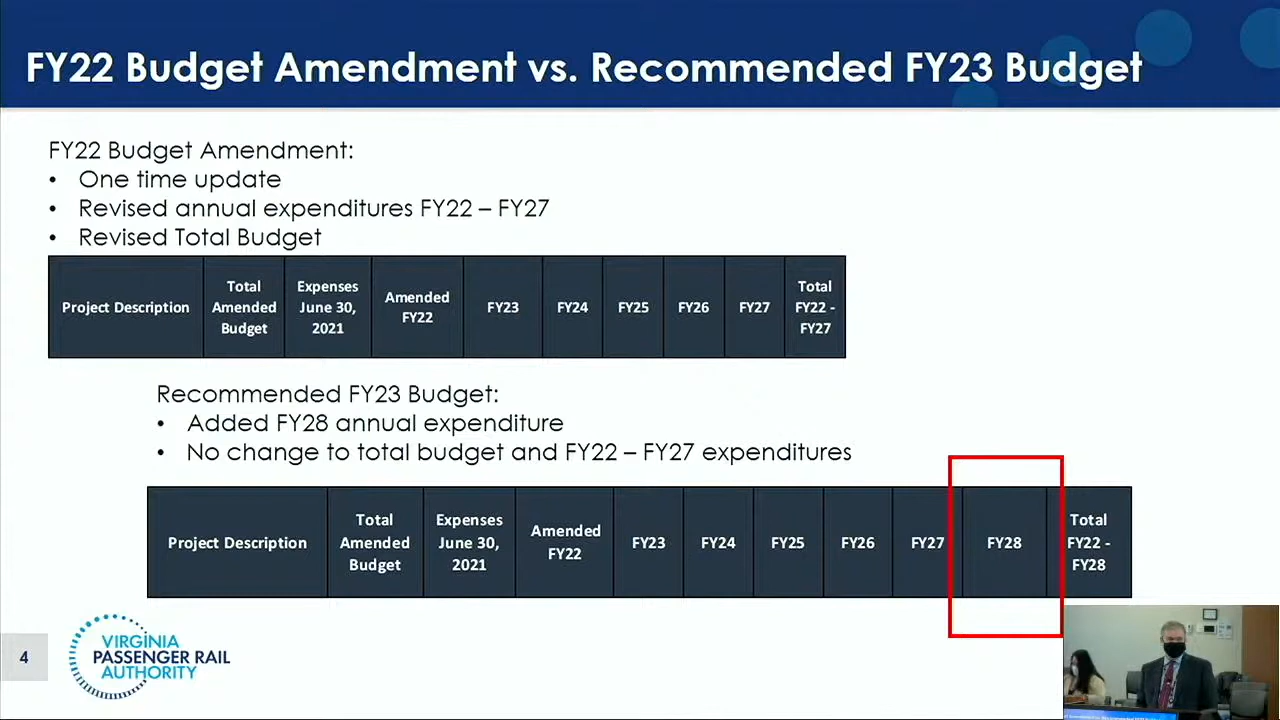 FY22 Budget Amendment vs. Recommended FY23 Budget
FY22 Budget Amendment:
• One time update
• Revised annual expenditures FY22 – FY27
• Revised Total Budget
Project Description
Total
Amended
Budget
Expenses
June 30,
2021
Amended
FY22
FY23
FY24
FY25
FY26
FY27
Total
FY22 -
FY27
Recommended FY23 Budget:
• Added FY28 annual expenditure
• No change to total budget and FY22 – FY27 expenditures
Project Description
Total
Amended
Budget
Expenses
June 30,
2021
Amended
FY22
FY23
FY24
FY25
FY26
FY27
FY28
Total
FY22 -
FY28
4
VIRGINIA
PASSENGER RAIL
AUTHORITY